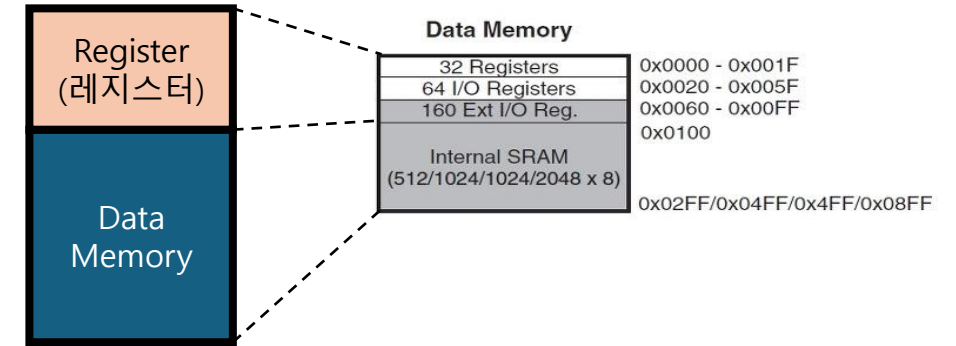 Register
(레지스터)
Data
Memory
Data Memory
32 Registers
0x0000 - 0x001F
64 I/O Registers
0x0020 - 0x005F
160 Ext I/O Reg.
0x0060 - 0x00FF
0x0100
Internal SRAM
(512/1024/1024/2048 x 8)
0x02FF/0x04FF/0x4FF/0x08FF